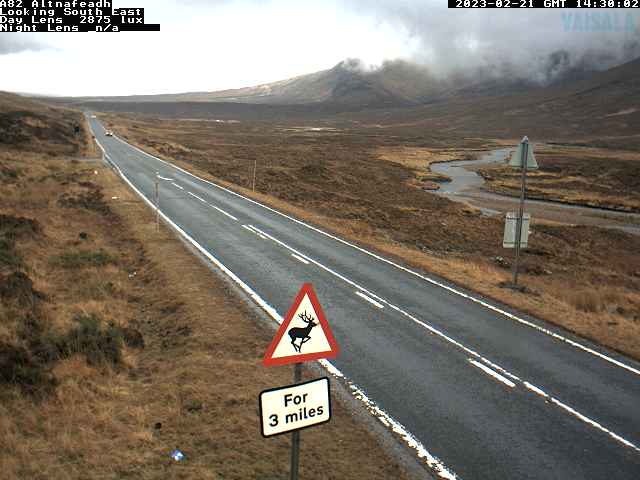 A82 Altnafeadh
Looking South East
Day Lens 2875 lux
Night Lens n/a
2023-02-21 GMT 14:30:02
VAISALA
For
3 miles